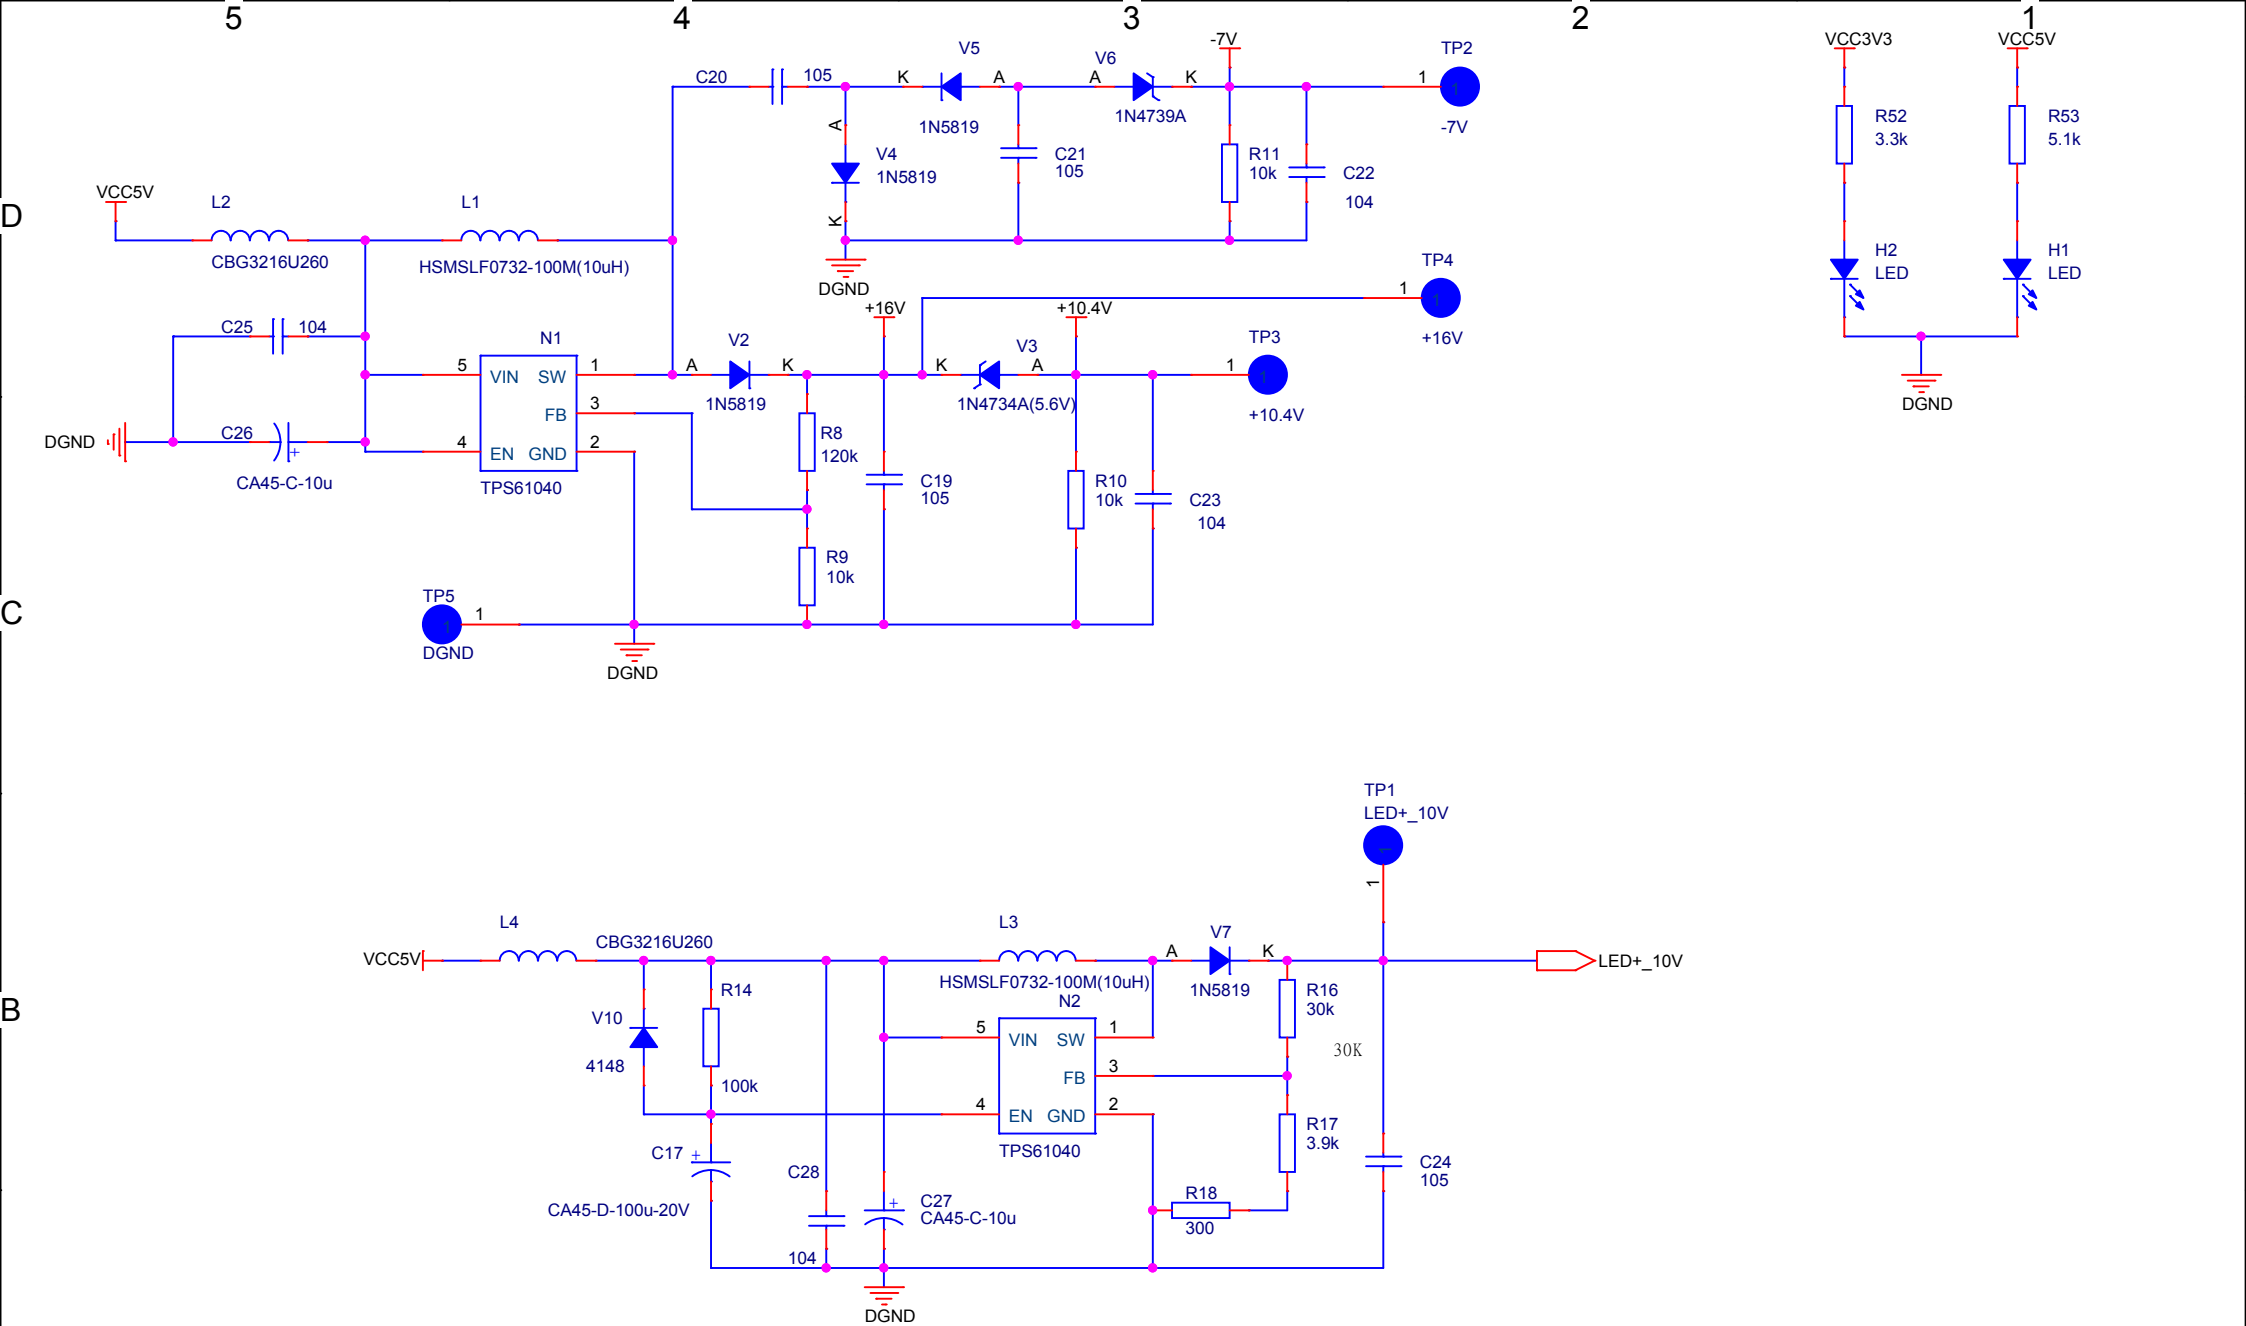 5 4 3 2 1
V5 V6 -7V TP2 VCC3V3 VCC5V
C20 105 K A A K 1 1
1N5819 1N4739A -7V
R52
3.3k
R53
5.1k
A
V4
1N5819
K
C21
105
R11
10k
C22
104
VCC5V
D
L2 L1
CBG3216U260 HSMSLF0732-100M(10uH)
DGND
H2
LED
H1
LED
DGND
TP4
1 1
+16V
+16V +10.4V
C25 104
N1 V2 V3 TP3
5 VIN SW 1 A K K A 1 1
1N5819 1N4734A(5.6V) +10.4V
FB 3
DGND C26 +
4 EN GND 2
CA45-C-10u TPS61040
R8
120k
C19
105
R10
10k
C23
104
R9
10k
C
TP5
1 1
DGND
DGND
TP1
LED+_10V
1
1
L4 L3 V7
CBG3216U260
VCC5V A K LED+_10V
HSMSLF0732-100M(10uH) 1N5819
N2
B
R14
100k
V10
4148
R16
30k
30K
5 VIN SW 1
FB 3
4 EN GND 2
TPS61040
R17
3.9k
C17 +
CA45-D-100u-20V
C28
104
+
C27
CA45-C-10u
R18
300
C24
105
DGND